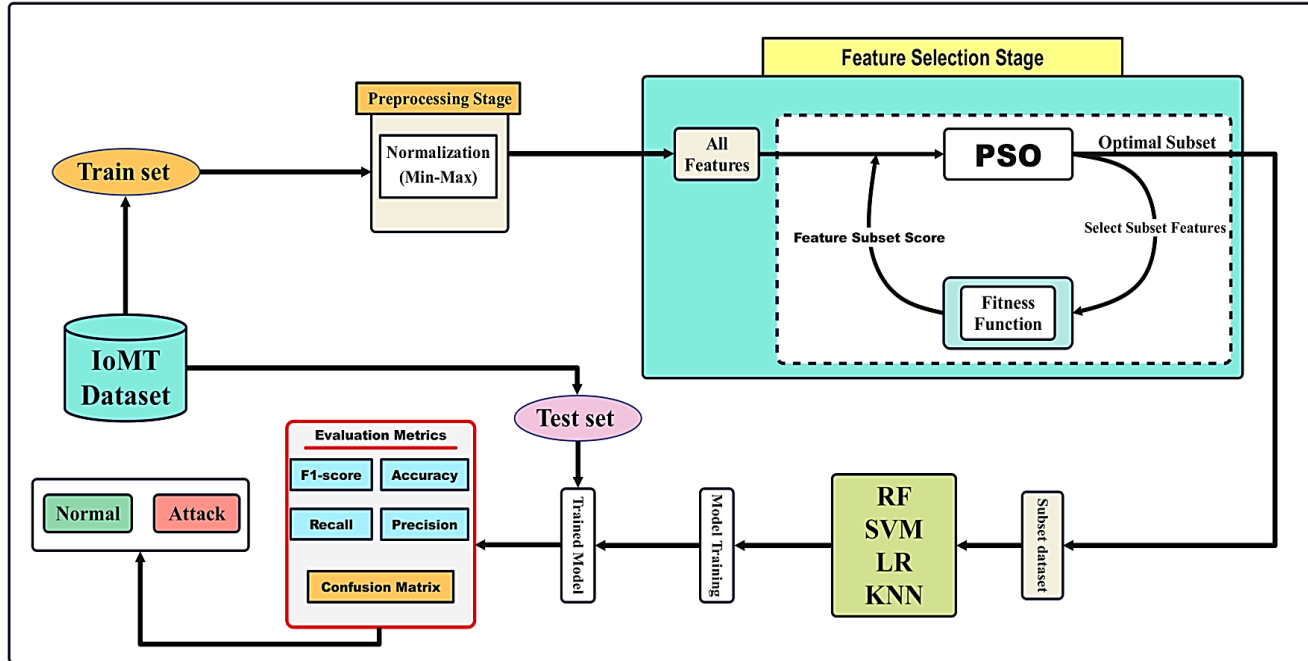 Feature Selection Stage
Preprocessing Stage
Normalization
(Min-Max)
All
Features
PSO
Optimal Subset
Train set
Feature Subset Score
Select Subset Features
Fitness
Function
IoMT
Dataset
Test set
Evaluation Metrics
F1-score
Accuracy
Recall
Precision
Confusion Matrix
Normal
Attack
Trained Model
Model Training
RF
SVM
LR
KNN
Subset dataset